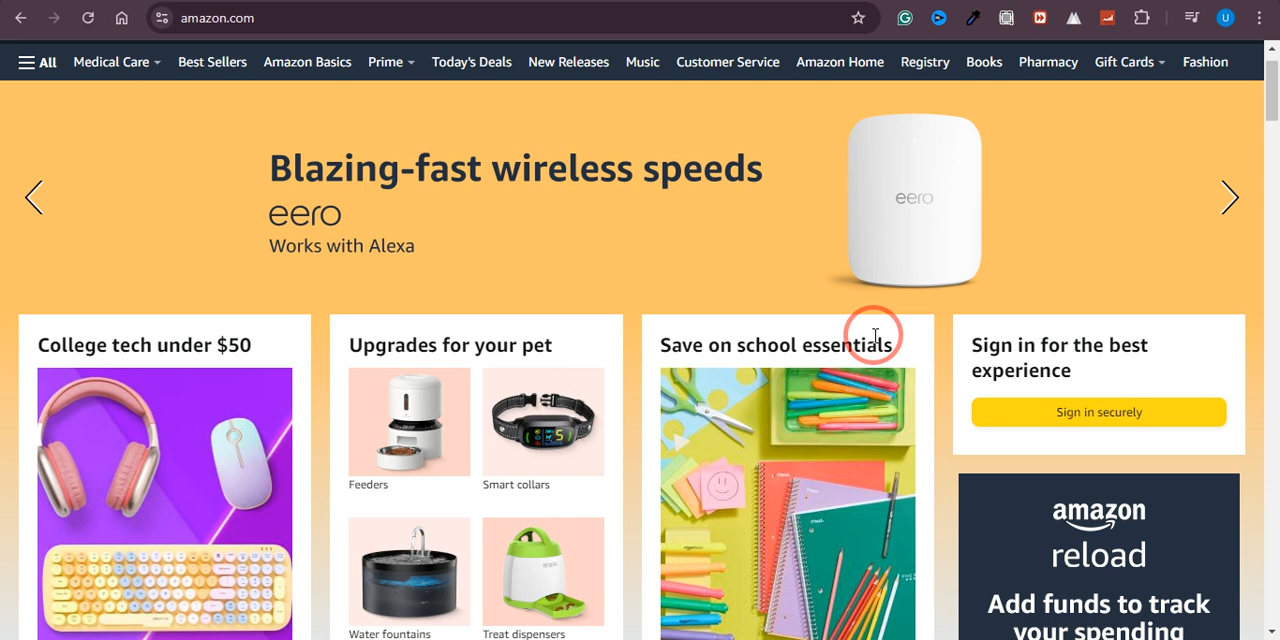 amazon.com
U
All Medical Care Best Sellers Amazon Basics Prime Today's Deals New Releases Music Customer Service Amazon Home Registry Books Pharmacy Gift Cards Fashion
Blazing-fast wireless speeds
eero
Works with Alexa
eero
College tech under $50
Upgrades for your pet
Feeders
Smart collars
5
Water fountains
Treat dispensers
Save on school essentials
Sign in for the best
experience
Sign in securely
amazon
reload
Add funds to track
your spending